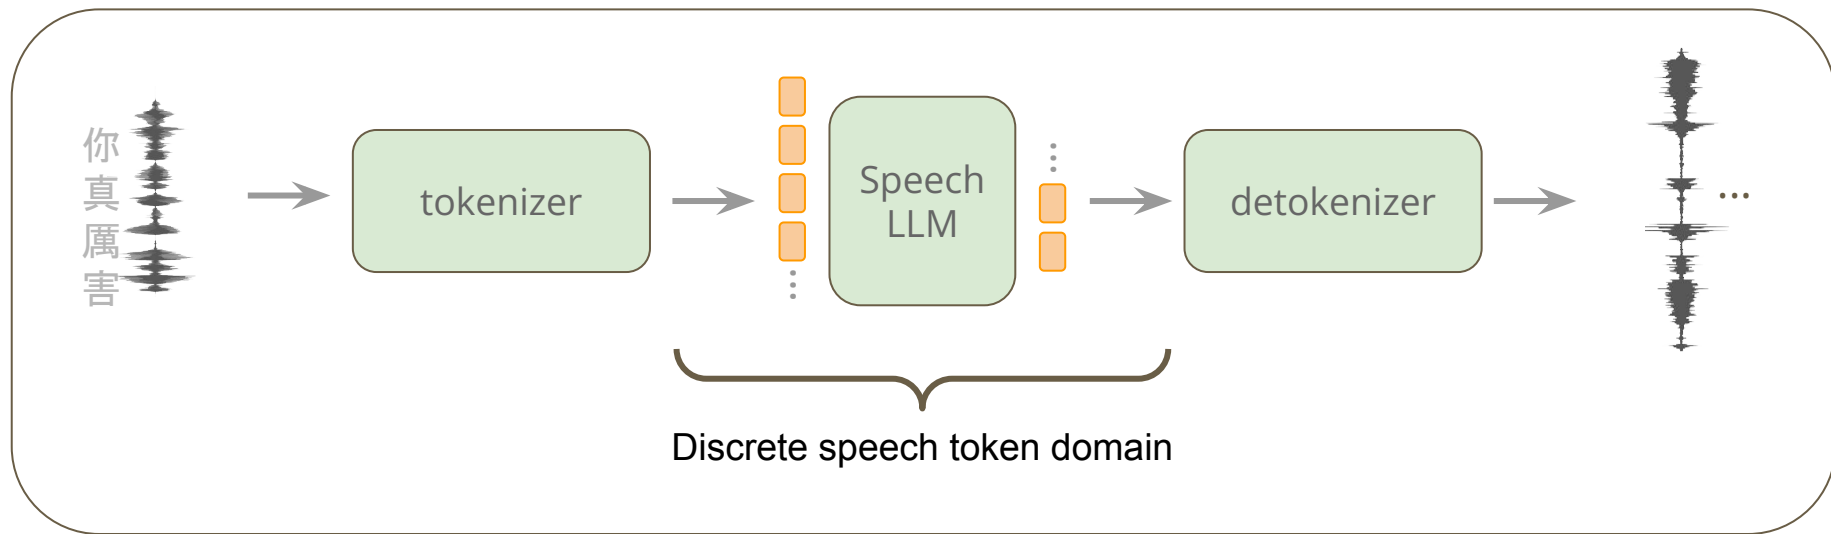 你真厲害
tokenizer
Speech
LLM
detokenizer
...
Discrete speech token domain